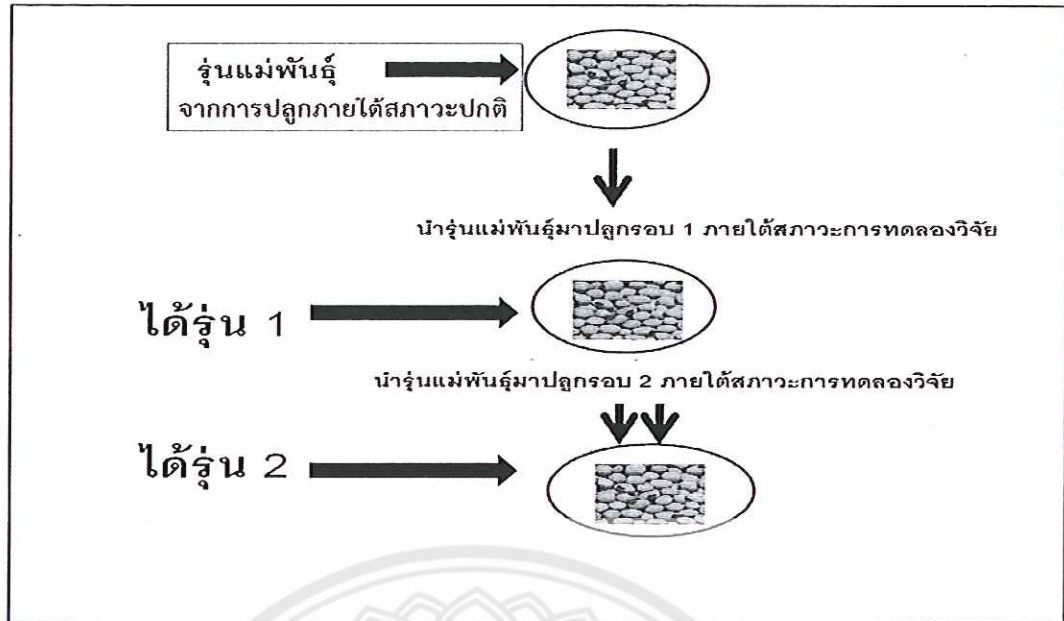 รุ่นแม่พันธุ์
จากการปลูกภายใต้สภาวะปกติ
นำรุ่นแม่พันธุ์มาปลูกรอบ 1 ภายใต้สภาวะการทดลองวิจัย
ได้รุ่น 1
นำรุ่นแม่พันธุ์มาปลูกรอบ 2 ภายใต้สภาวะการทดลองวิจัย
ได้รุ่น 2